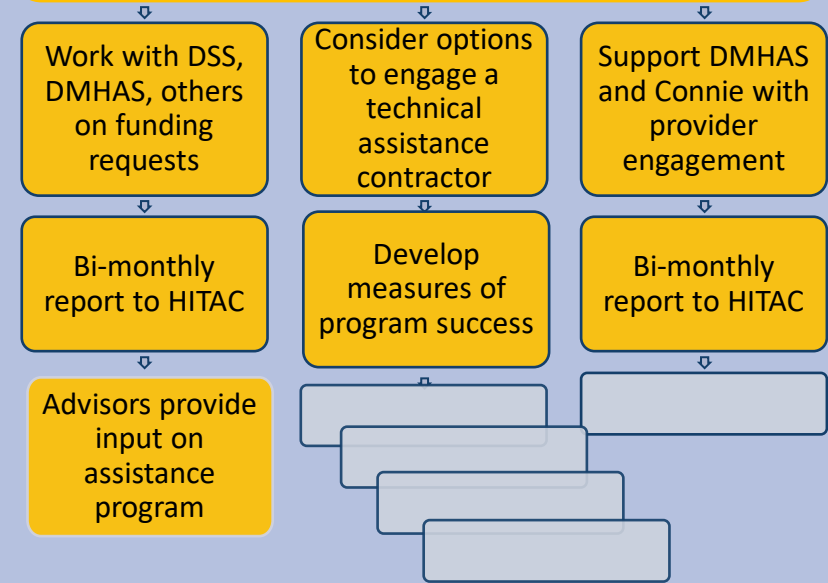 Work with DSS,
DMHAS, others
on funding
requests
Bi-monthly
report to HITAC
Advisors provide
input on
assistance
program
Consider options
to engage a
technical
assistance
contractor
Develop
measures of
program success
Support DMHAS
and Connie with
provider
engagement
Bi-monthly
report to HITAC